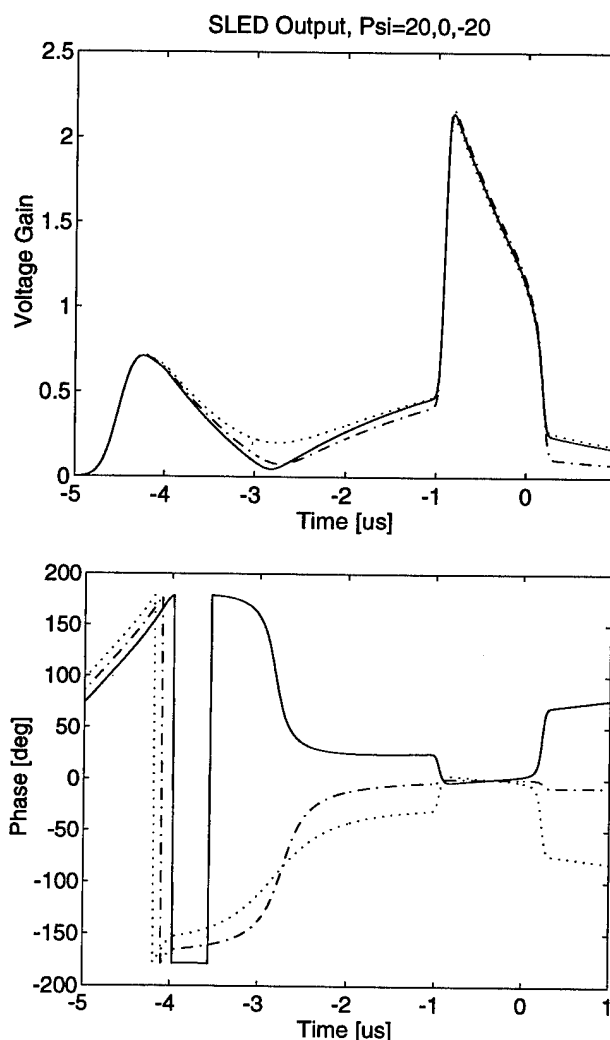 SLED Output, Psi=20,0,-20
2.5
2
1.5
1
0.5
0
Voltage Gain
-5 -4 -3 -2 -1 0
Time [us]
200
150
100
50
0
-50
-100
-150
-200
Phase [deg]
-5 -4 -3 -2 -1 0 1
Time [us]